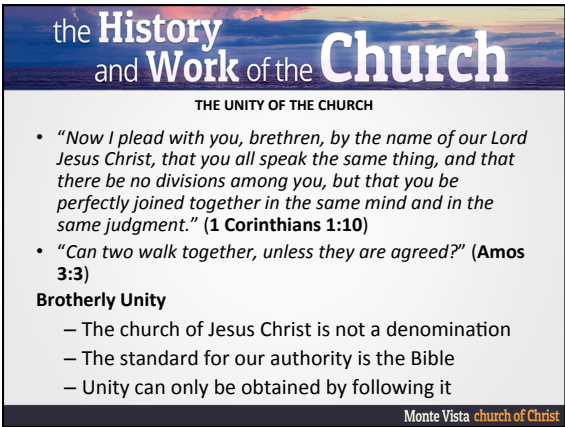 the History
and Work of the Church
THE UNITY OF THE CHURCH
• “Now I plead with you, brethren, by the name of our Lord
Jesus Christ, that you all speak the same thing, and that
there be no divisions among you, but that you be
perfectly joined together in the same mind and in the
same judgment.” (1 Corinthians 1:10)
• “Can two walk together, unless they are agreed?” (Amos
3:3)
Brotherly Unity
– The church of Jesus Christ is not a denomination
– The standard for our authority is the Bible
– Unity can only be obtained by following it
Monte Vista church of Christ